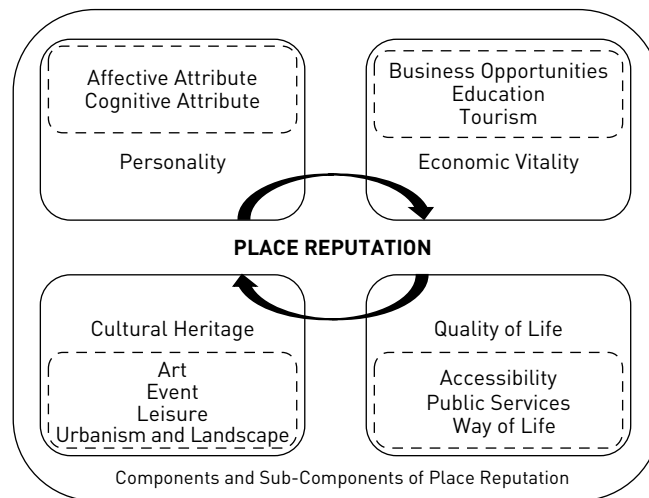 Affective Attribute
Cognitive Attribute
Personality
Business Opportunities
Education
Tourism
Economic Vitality
PLACE REPUTATION
Cultural Heritage
Art
Event
Leisure
Urbanism and Landscape
Quality of Life
Accessibility
Public Services
Way of Life
Components and Sub-Components of Place Reputation